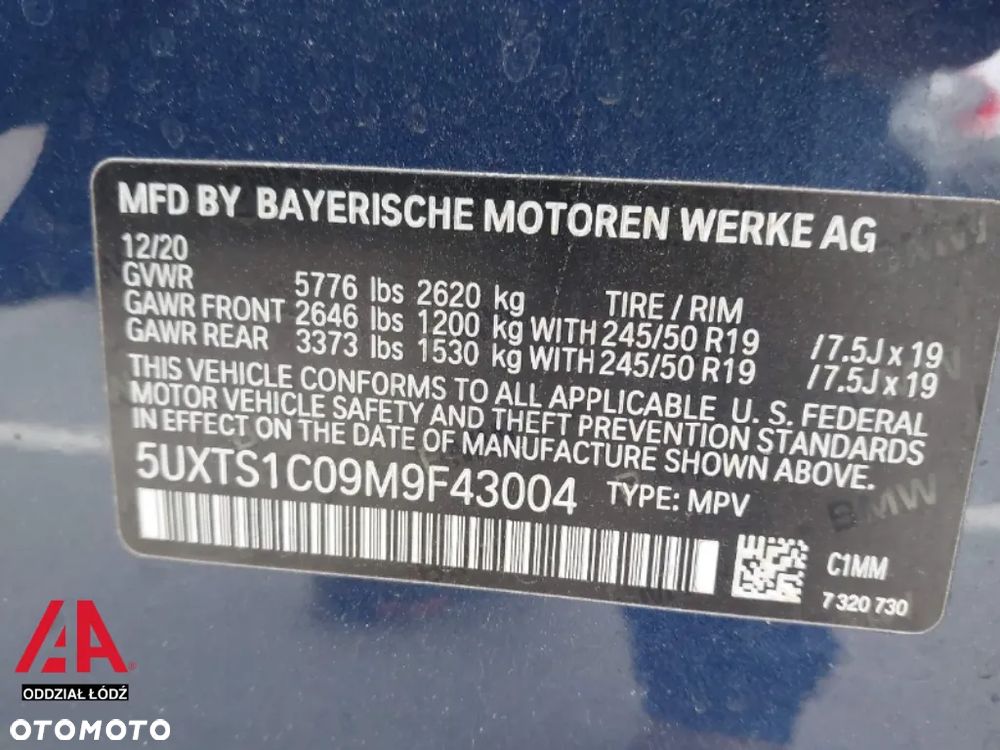 MFD BY BAYERISCHE MOTOREN WERKE AG
12/20
GVWR 5776 lbs 2620 kg TIRE / RIM
GAWR FRONT 2646 lbs 1200 kg WITH 245/50 R19 / 7.5J x 19
GAWR REAR 3373 lbs 1530 kg WITH 245/50 R19 / 7.5J x 19
THIS VEHICLE CONFORMS TO ALL APPLICABLE U. S. FEDERAL
MOTOR VEHICLE SAFETY AND THEFT PREVENTION STANDARDS
IN EFFECT ON THE DATE OF MANUFACTURE SHOWN ABOVE.
5UXTS1C09M9F43004 TYPE: MPV
BMW
C1MM
7 320 730
AA
ODDZIAŁ ŁÓDŹ
OTOMOTO